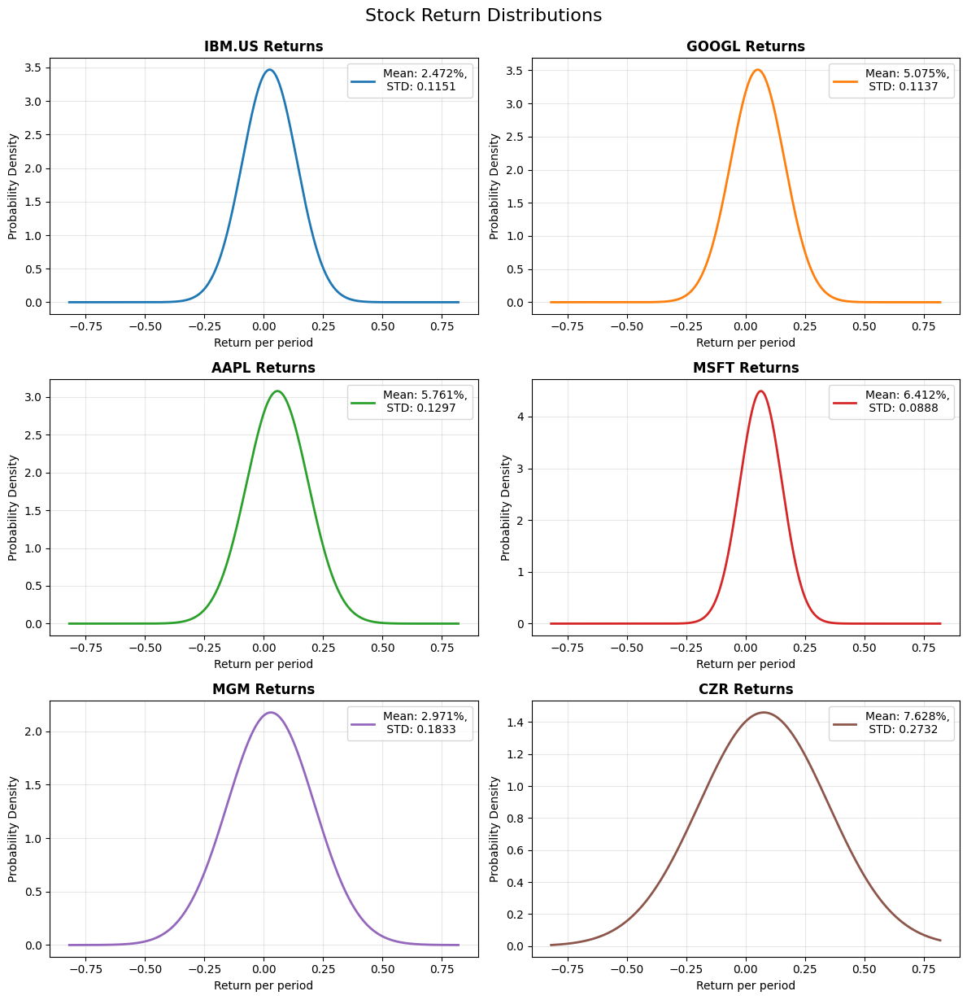 Stock Return Distributions
IBM.US Returns
Mean: 2.472%,
STD: 0.1151
Probability Density
3.5
3.0
2.5
2.0
1.5
1.0
0.5
0.0
−0.75 −0.50 −0.25 0.00 0.25 0.50 0.75
Return per period
GOOGL Returns
Mean: 5.075%,
STD: 0.1137
Probability Density
3.5
3.0
2.5
2.0
1.5
1.0
0.5
0.0
−0.75 −0.50 −0.25 0.00 0.25 0.50 0.75
Return per period
AAPL Returns
Mean: 5.761%,
STD: 0.1297
Probability Density
3.0
2.5
2.0
1.5
1.0
0.5
0.0
−0.75 −0.50 −0.25 0.00 0.25 0.50 0.75
Return per period
MSFT Returns
Mean: 6.412%,
STD: 0.0888
Probability Density
4
3
2
1
0
−0.75 −0.50 −0.25 0.00 0.25 0.50 0.75
Return per period
MGM Returns
Mean: 2.971%,
STD: 0.1833
Probability Density
2.0
1.5
1.0
0.5
0.0
−0.75 −0.50 −0.25 0.00 0.25 0.50 0.75
Return per period
CZR Returns
Mean: 7.628%,
STD: 0.2732
Probability Density
1.4
1.2
1.0
0.8
0.6
0.4
0.2
0.0
−0.75 −0.50 −0.25 0.00 0.25 0.50 0.75
Return per period